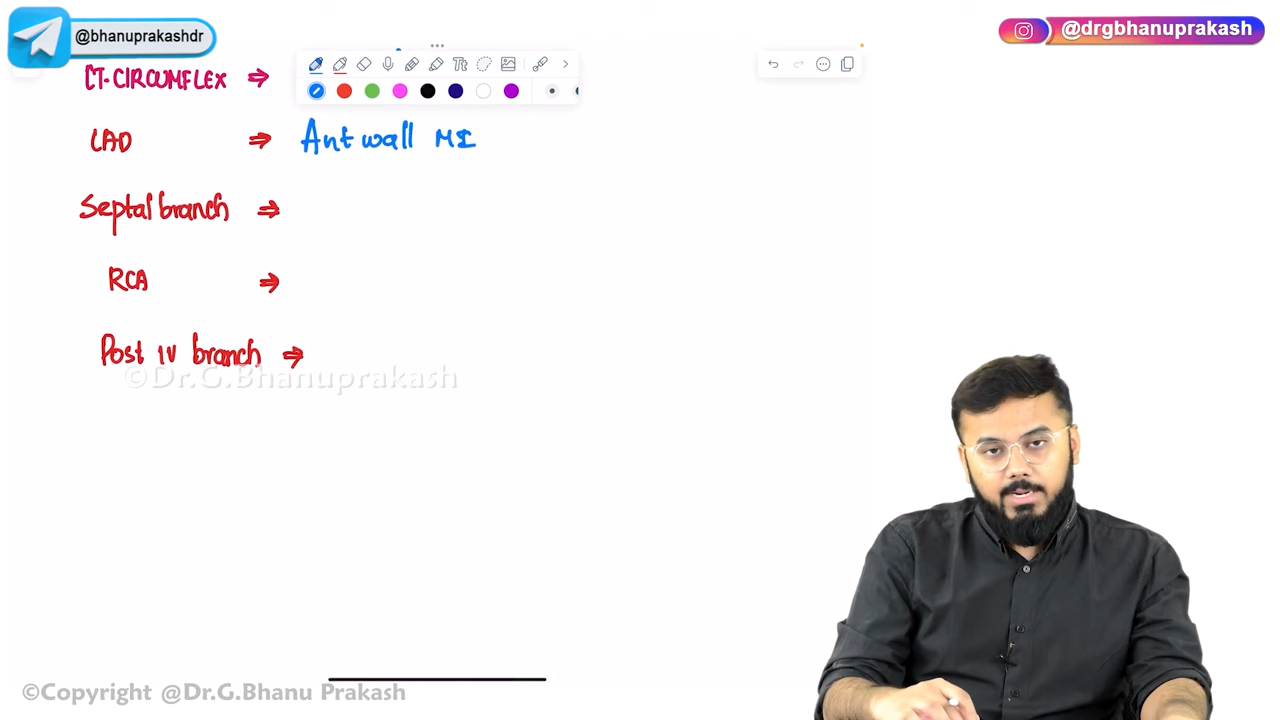 @bhanuprakashdr
@drgbhanuprakash
LT. CIRCUMFLEX ⇒
Tt
LAD ⇒ Ant wall MI
Septal branch ⇒
RCA ⇒
Post IV branch ⇒
©Dr.G.Bhanuprakash
©Copyright @Dr.G.Bhanu Prakash